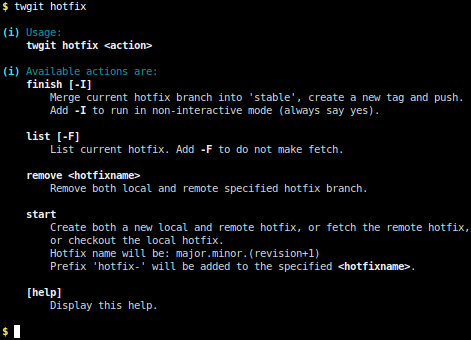 $ twgit hotfix
(i) Usage:
twgit hotfix <action>
(i) Available actions are:
finish [-I]
Merge current hotfix branch into 'stable', create a new tag and push.
Add -I to run in non-interactive mode (always say yes).
list [-F]
List current hotfix. Add -F to do not make fetch.
remove <hotfixname>
Remove both local and remote specified hotfix branch.
start
Create both a new local and remote hotfix, or fetch the remote hotfix,
or checkout the local hotfix.
Hotfix name will be: major.minor.(revision+1)
Prefix 'hotfix-' will be added to the specified <hotfixname>.
[help]
Display this help.
$